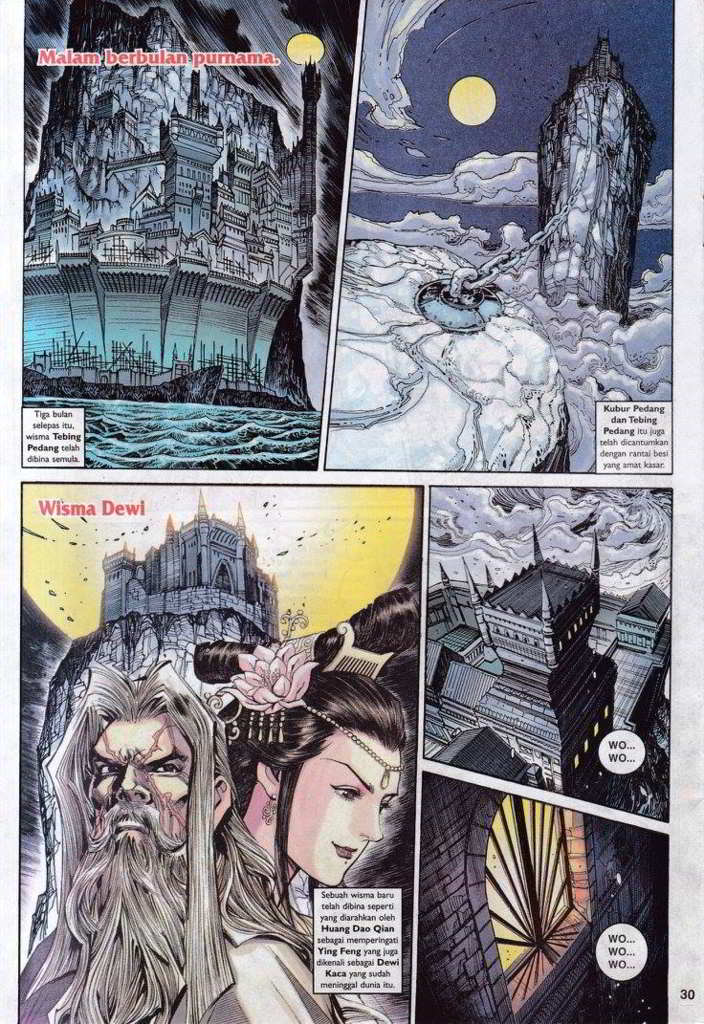 Malam berbulan purnama.
Tiga bulan
selepas itu,
wisma Tebing
Pedang telah
dibina semula.
Kubur Pedang
dan Tebing
Pedang itu juga
telah dicantumkan
dengan rantai besi
yang amat kasar.
Wisma Dewi
Sebuah wisma baru
telah dibina seperti
yang diarahkan oleh
Huang Dao Qian
sebagai memperingati
Ying Feng yang juga
dikenali sebagai Dewi
Kaca yang sudah
meninggal dunia itu.
WO...
WO...
WO...
WO...
WO...
30